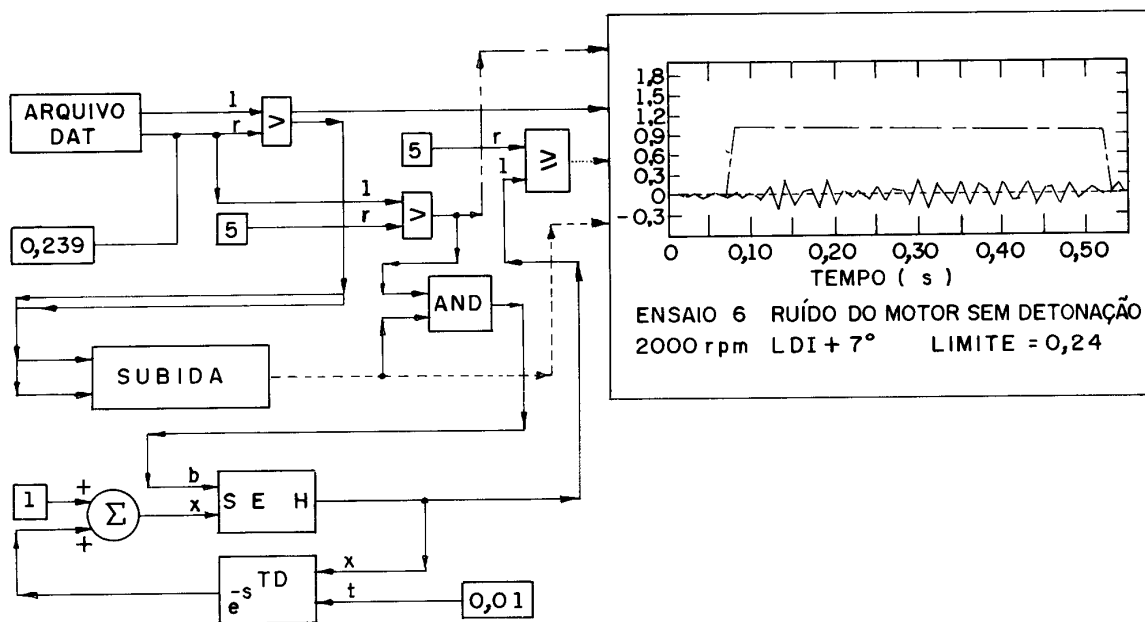 ARQUIVO
DAT
l
r
>
0,239
5
r
l
≥
l
r
5
>
AND
SUBIDA
b
x
S E H
1
+
+
Σ
e^-s TD
x
t
0,01
1,8
1,5
1,2
0,9
0,6
0,3
0
-0,3
0 0,10 0,20 0,30 0,40 0,50
TEMPO ( s )
ENSAIO 6 RUÍDO DO MOTOR SEM DETONAÇÃO
2000 rpm LDI + 7° LIMITE = 0,24